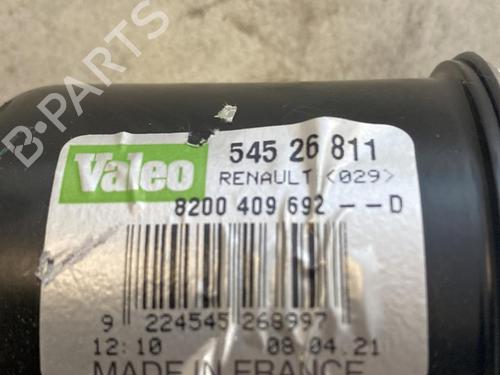 Valeo
545 26 811
RENAULT <029>
8200 409 692 -- D
9 224545 268997
12:10 08.04.21
MADE IN FRANCE